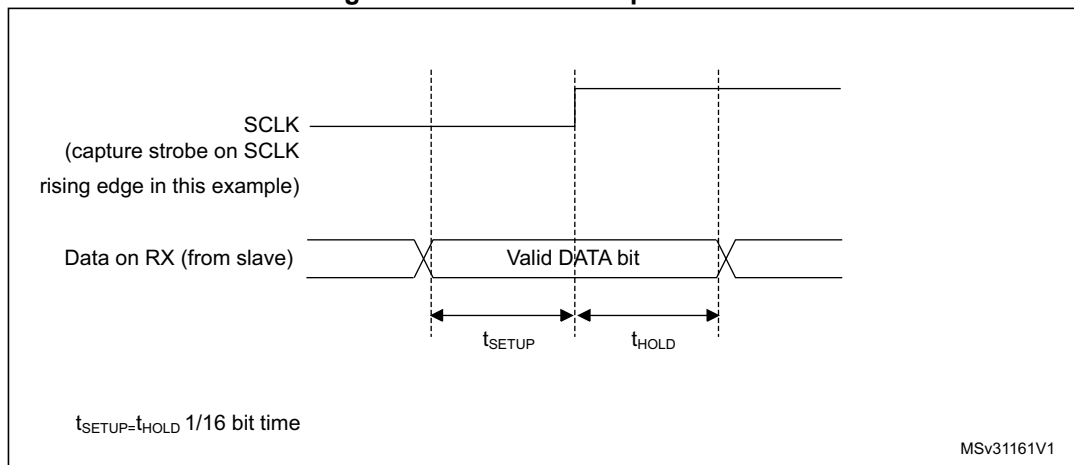 SCLK
(capture strobe on SCLK
rising edge in this example)
Data on RX (from slave)
Valid DATA bit
tSETUP
tHOLD
tSETUP=tHOLD 1/16 bit time
MSv31161V1